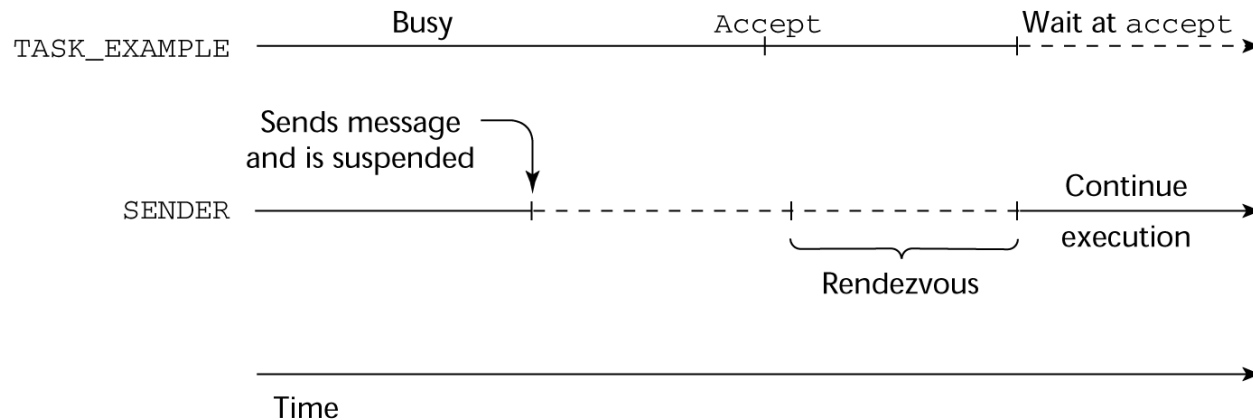 Busy
Accept
Wait at accept
TASK_EXAMPLE
Sends message
and is suspended
SENDER
Continue
execution
Rendezvous
Time